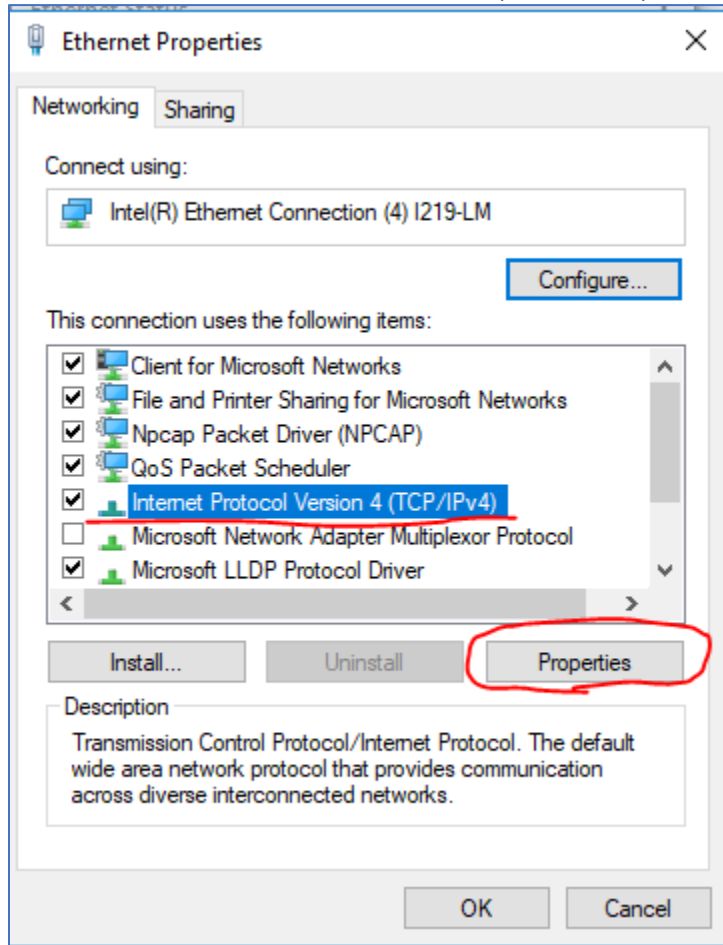 Ethernet Status
Ethernet Properties
Networking
Sharing
Connect using:
Intel(R) Ethernet Connection (4) I219-LM
Configure...
This connection uses the following items:
Client for Microsoft Networks
File and Printer Sharing for Microsoft Networks
Npcap Packet Driver (NPCAP)
QoS Packet Scheduler
Internet Protocol Version 4 (TCP/IPv4)
Microsoft Network Adapter Multiplexor Protocol
Microsoft LLDP Protocol Driver
Install...
Uninstall
Properties
Description
Transmission Control Protocol/Internet Protocol. The default
wide area network protocol that provides communication
across diverse interconnected networks.
OK
Cancel